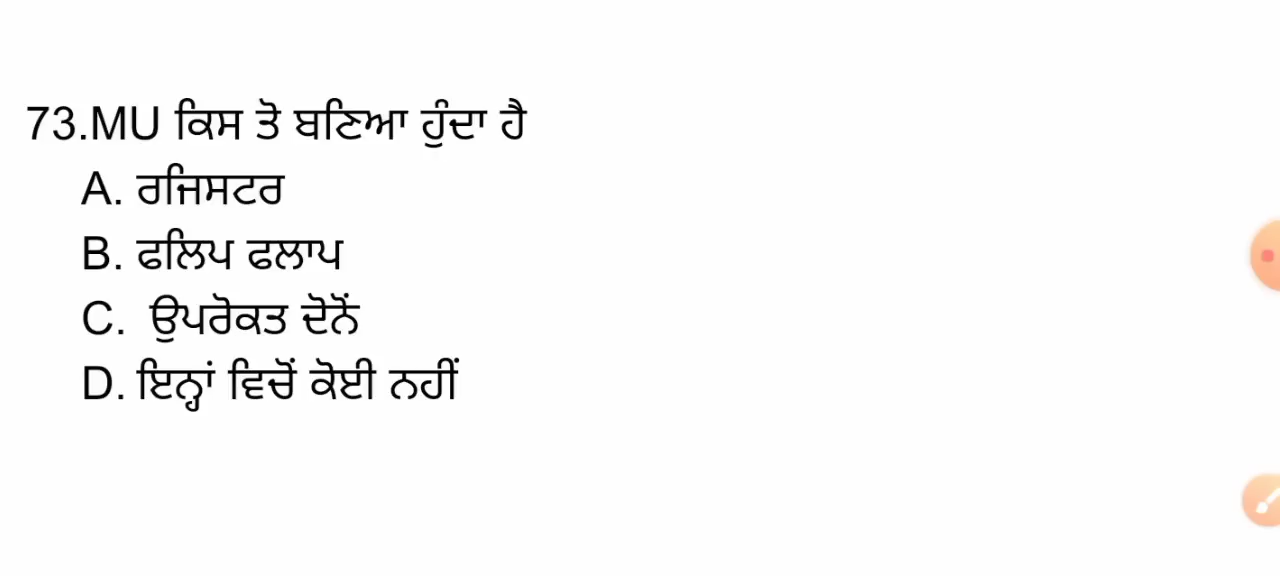 73.MU ਕਿਸ ਤੋ ਬਣਿਆ ਹੁੰਦਾ ਹੈ
A. ਰਜਿਸਟਰ
B. ਫਲਿਪ ਫਲਾਪ
C. ਉਪਰੋਕਤ ਦੋਨੋਂ
D. ਇਨ੍ਹਾਂ ਵਿਚੋਂ ਕੋਈ ਨਹੀਂ